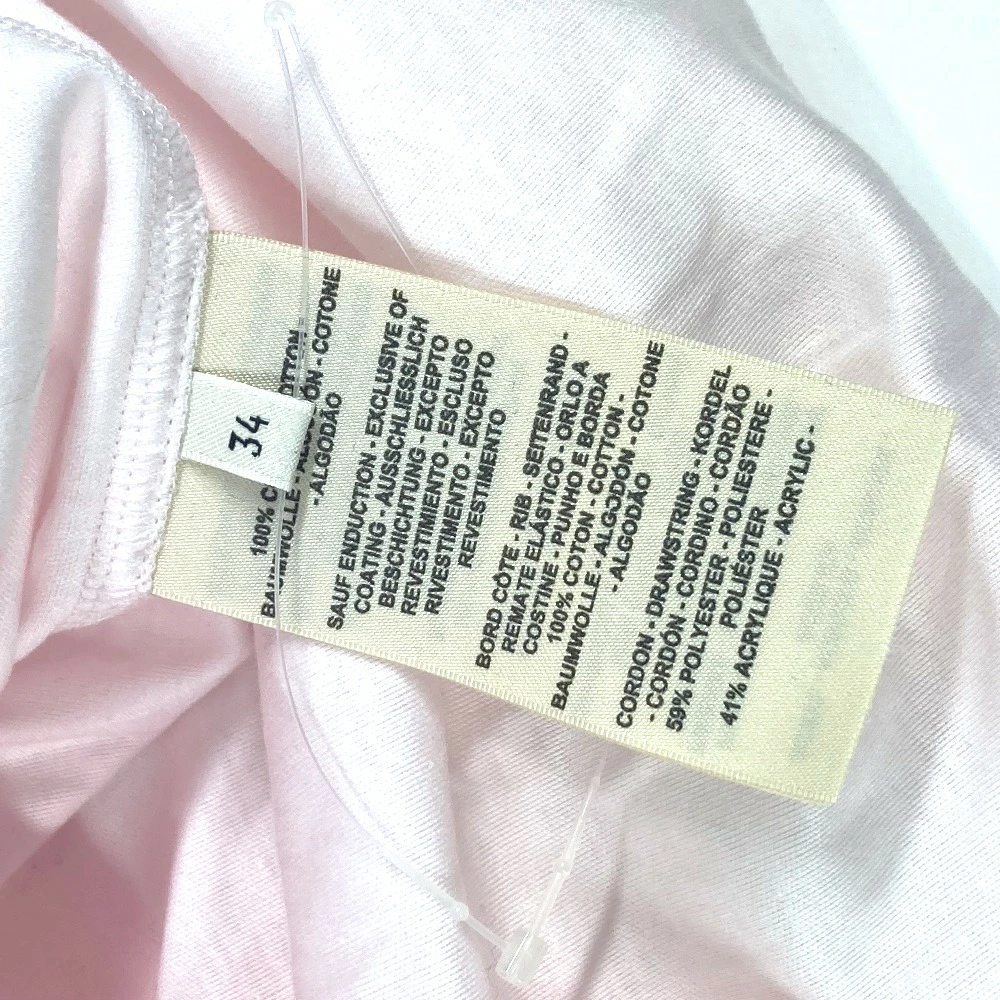 34
100% C OTTON -
BAUMWOLLE - ALGODÓN - COTONE
- ALGODÃO
SAUF ENDUCTION - EXCLUSIVE OF
COATING - AUSSCHLIESSLICH
BESCHICHTUNG - EXCEPTO
REVESTIMIENTO - ESCLUSO
RIVESTIMENTO - EXCEPTO
REVESTIMENTO
BORD CÔTE - RIB - SEITENRAND -
REMATE ELÁSTICO - ORLO A
COSTINE - PUNHO E BORDA
100% COTON - COTTON -
BAUMWOLLE - ALGODÓN - COTONE
- ALGODÃO
CORDON - DRAWSTRING - KORDEL
- CORDÓN - CORDINO - CORDÃO
59% POLYESTER - POLIESTERE -
POLIÉSTER
41% ACRYLIQUE - ACRYLIC -